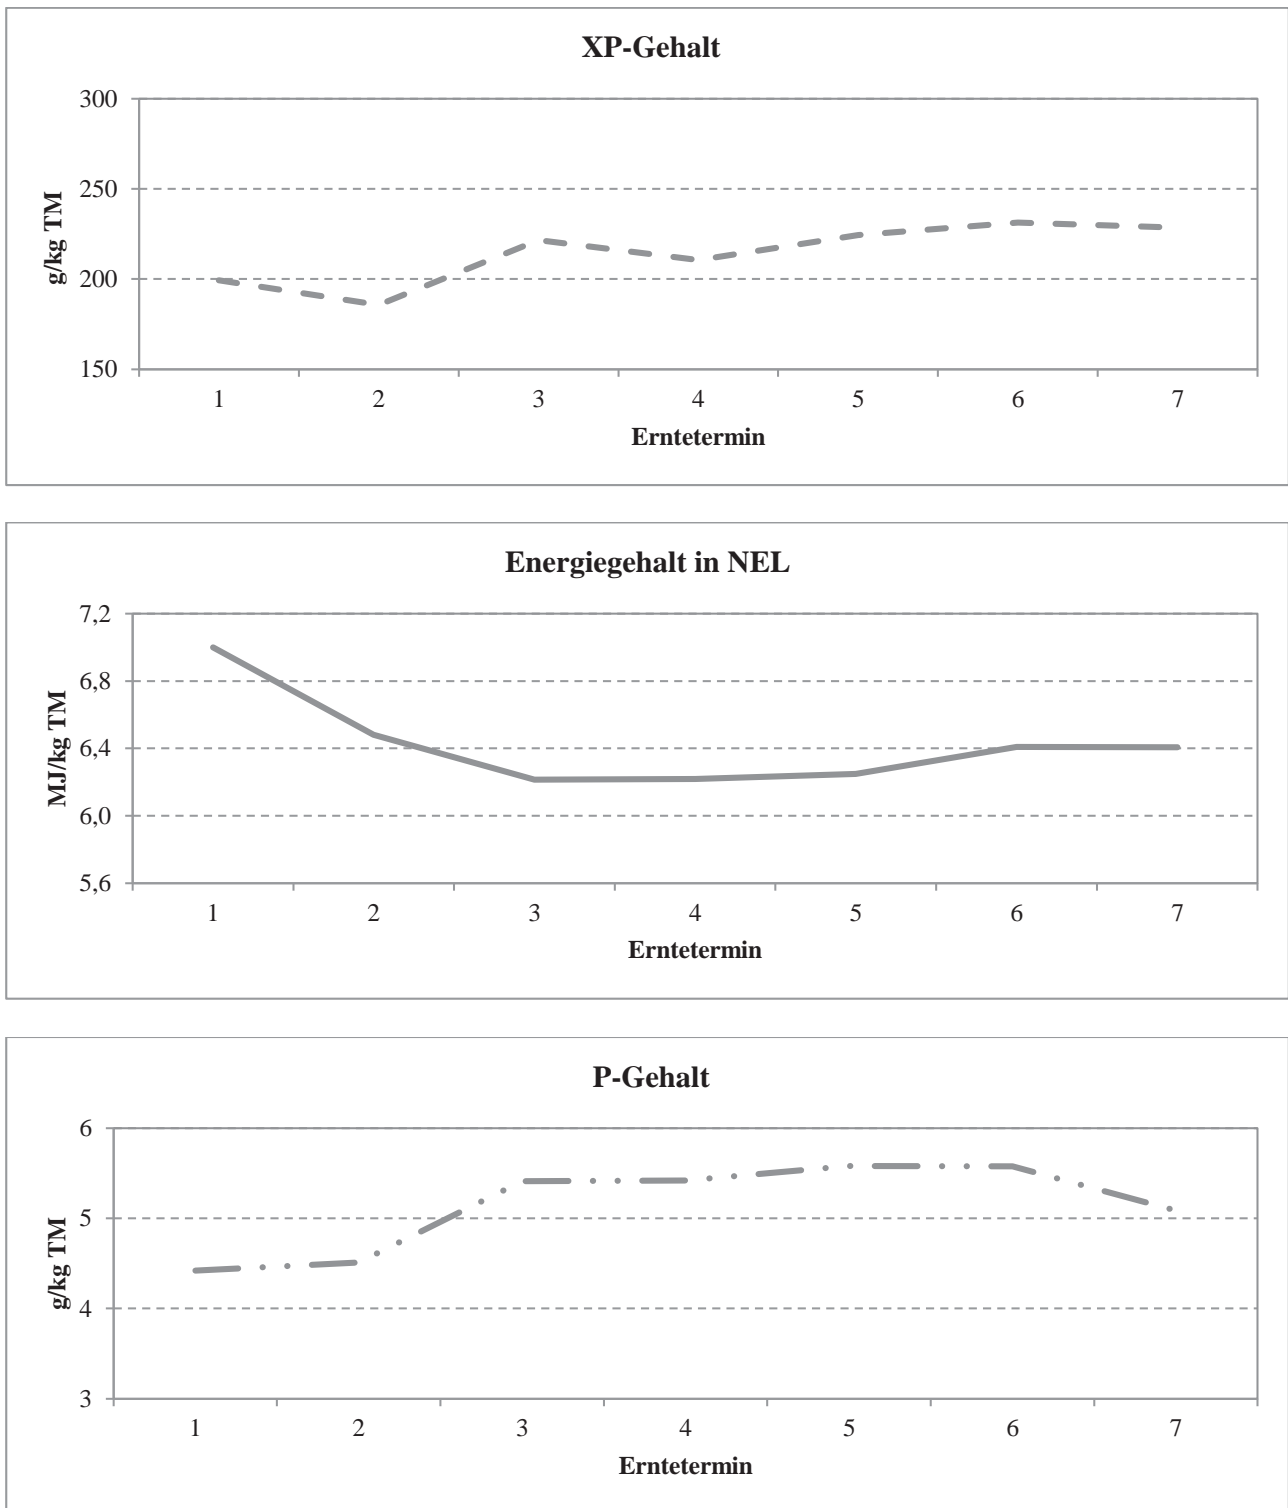 XP-Gehalt
300
250
200
150
g/kg TM
1 2 3 4 5 6 7
Erntetermin
Energiegehalt in NEL
7,2
6,8
6,4
6,0
5,6
MJ/kg TM
1 2 3 4 5 6 7
Erntetermin
P-Gehalt
6
5
4
3
g/kg TM
1 2 3 4 5 6 7
Erntetermin